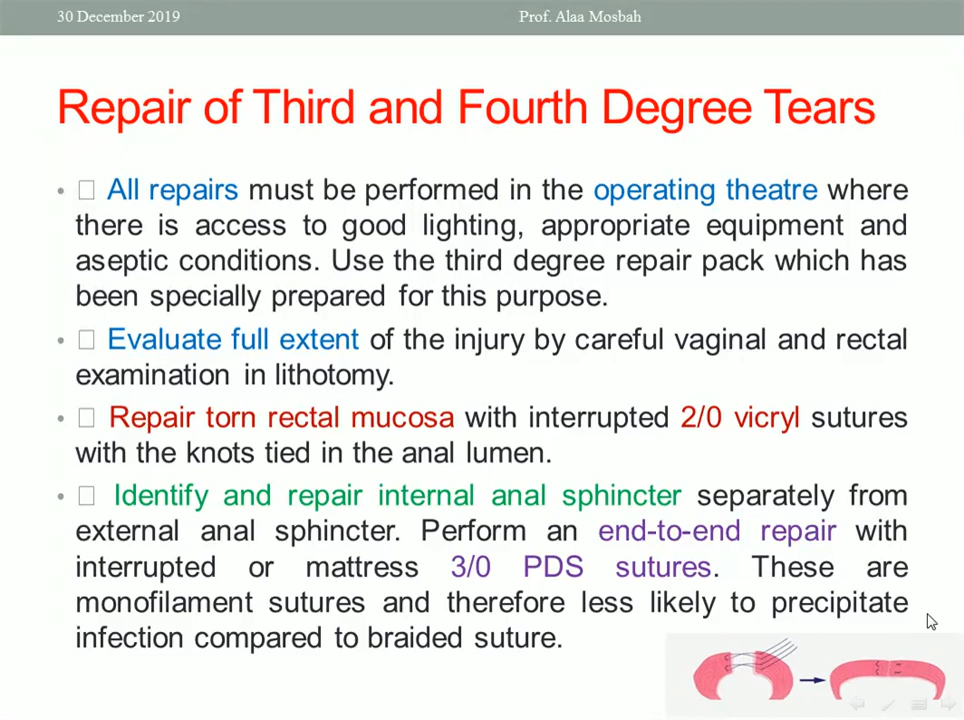 30 December 2019
Prof. Alaa Mosbah
Repair of Third and Fourth Degree Tears
• □ All repairs must be performed in the operating theatre where
there is access to good lighting, appropriate equipment and
aseptic conditions. Use the third degree repair pack which has
been specially prepared for this purpose.
• □ Evaluate full extent of the injury by careful vaginal and rectal
examination in lithotomy.
• □ Repair torn rectal mucosa with interrupted 2/0 vicryl sutures
with the knots tied in the anal lumen.
• □ Identify and repair internal anal sphincter separately from
external anal sphincter. Perform an end-to-end repair with
interrupted or mattress 3/0 PDS sutures. These are
monofilament sutures and therefore less likely to precipitate
infection compared to braided suture.